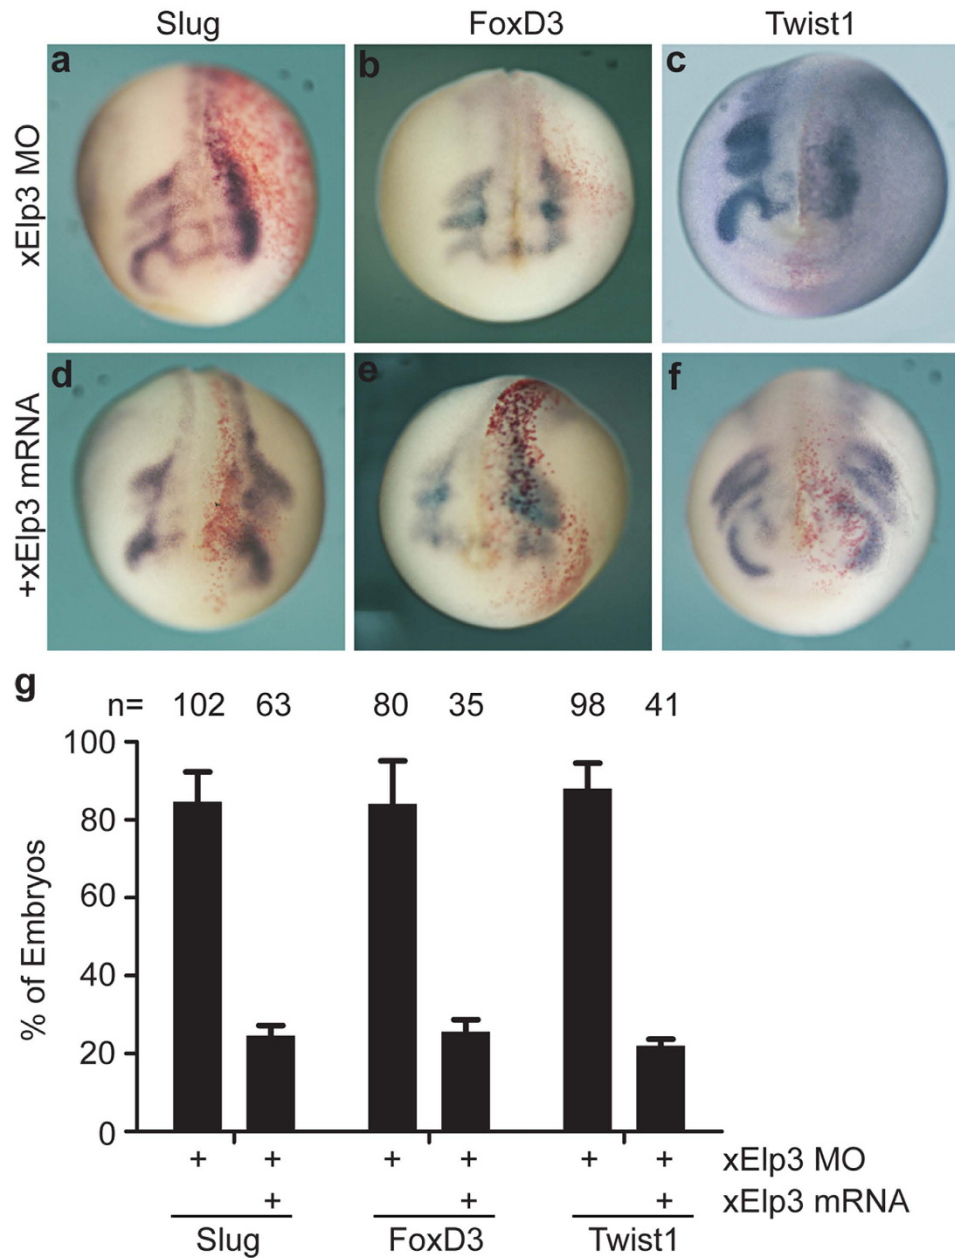 Slug FoxD3 Twist1
a b c
xElp3 MO
d e f
+xElp3 mRNA
g
n= 102 63 80 35 98 41
100
80
60
40
20
0
% of Embryos
+ + + + + + xElp3 MO
+ + + xElp3 mRNA
Slug FoxD3 Twist1